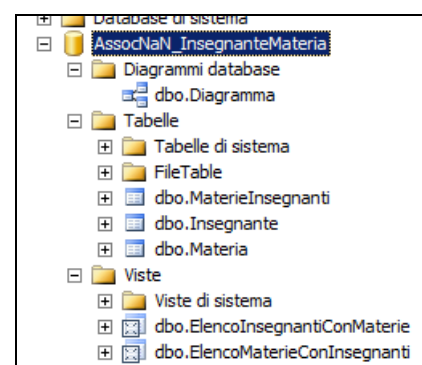 Database di sistema
AssocNaN_InsegnanteMateria
Diagrammi database
dbo.Diagramma
Tabelle
Tabelle di sistema
FileTable
dbo.MaterieInsegnanti
dbo.Insegnante
dbo.Materia
Viste
Viste di sistema
dbo.ElencoInsegnantiConMaterie
dbo.ElencoMaterieConInsegnanti